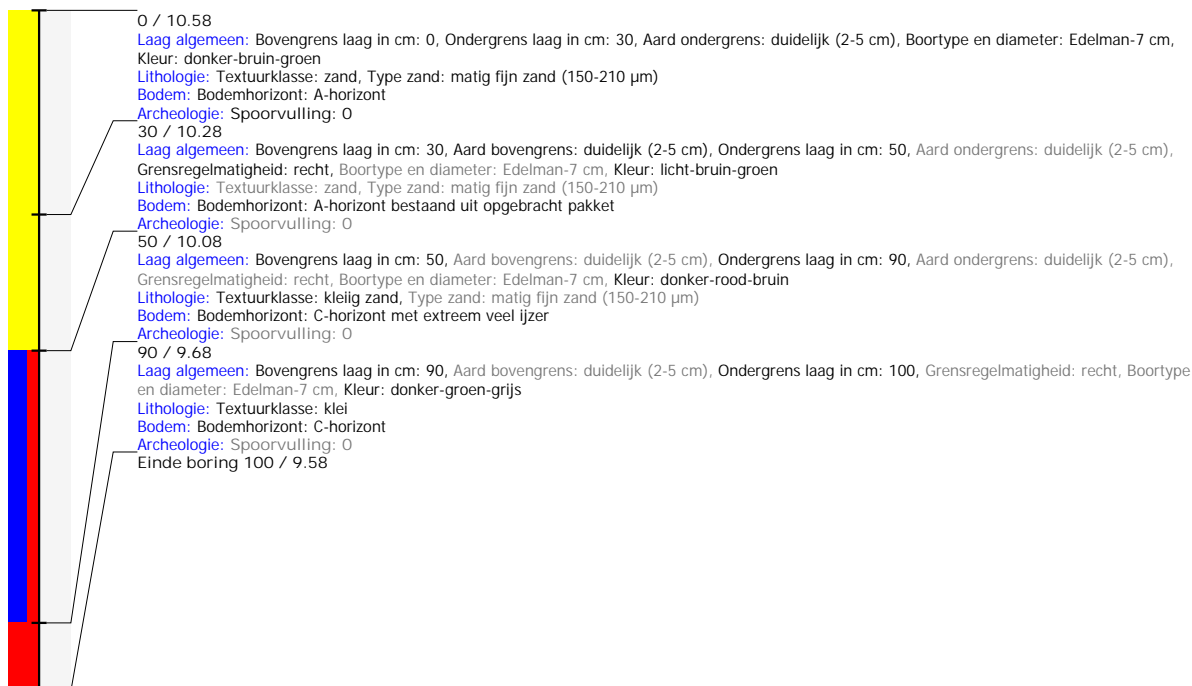 0 / 10.58
Laag algemeen: Bovengrens laag in cm: 0, Ondergrens laag in cm: 30, Aard ondergrens: duidelijk (2-5 cm), Boortype en diameter: Edelman-7 cm,
Kleur: donker-bruin-groen
Lithologie: Textuurklasse: zand, Type zand: matig fijn zand (150-210 µm)
Bodem: Bodemhorizont: A-horizont
Archeologie: Spoorvulling: 0
30 / 10.28
Laag algemeen: Bovengrens laag in cm: 30, Aard bovengrens: duidelijk (2-5 cm), Ondergrens laag in cm: 50, Aard ondergrens: duidelijk (2-5 cm),
Grensregelmatigheid: recht, Boortype en diameter: Edelman-7 cm, Kleur: licht-bruin-groen
Lithologie: Textuurklasse: zand, Type zand: matig fijn zand (150-210 µm)
Bodem: Bodemhorizont: A-horizont bestaand uit opgebracht pakket
Archeologie: Spoorvulling: 0
50 / 10.08
Laag algemeen: Bovengrens laag in cm: 50, Aard bovengrens: duidelijk (2-5 cm), Ondergrens laag in cm: 90, Aard ondergrens: duidelijk (2-5 cm),
Grensregelmatigheid: recht, Boortype en diameter: Edelman-7 cm, Kleur: donker-rood-bruin
Lithologie: Textuurklasse: kleiig zand, Type zand: matig fijn zand (150-210 µm)
Bodem: Bodemhorizont: C-horizont met extreem veel ijzer
Archeologie: Spoorvulling: 0
90 / 9.68
Laag algemeen: Bovengrens laag in cm: 90, Aard bovengrens: duidelijk (2-5 cm), Ondergrens laag in cm: 100, Grensregelmatigheid: recht, Boortype
en diameter: Edelman-7 cm, Kleur: donker-groen-grijs
Lithologie: Textuurklasse: klei
Bodem: Bodemhorizont: C-horizont
Archeologie: Spoorvulling: 0
Einde boring 100 / 9.58